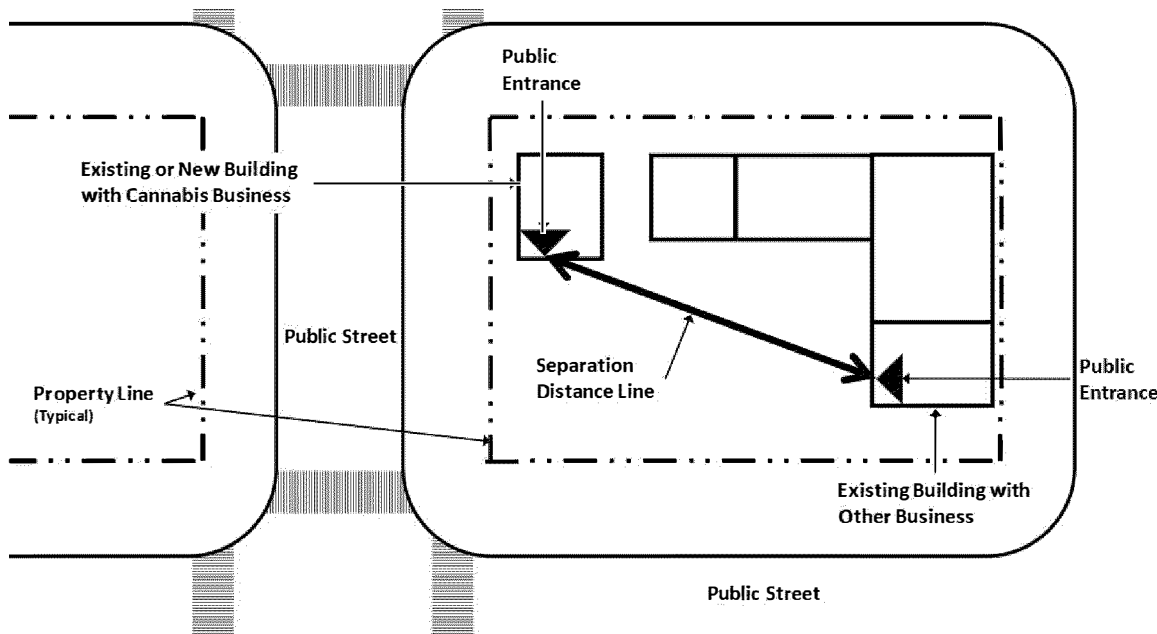 Public
Entrance
Existing or New Building
with Cannabis Business
Public Street
Separation
Distance Line
Property Line
(Typical)
Public
Entrance
Existing Building with
Other Business
Public Street